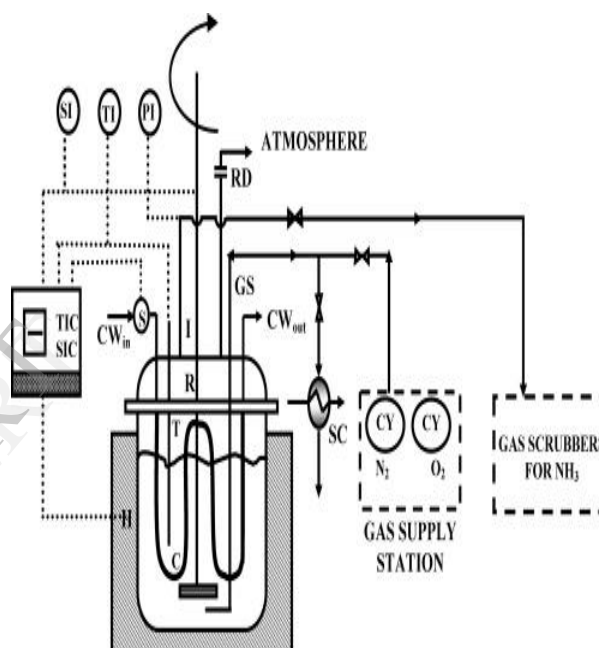 SI TI PI
ATMOSPHERE
RD
GS
TIC
SIC
CWin
S
I
CWout
R
T
SC
CY CY
N2 O2
GAS SUPPLY
STATION
GAS SCRUBBER
FOR NH3
H
C